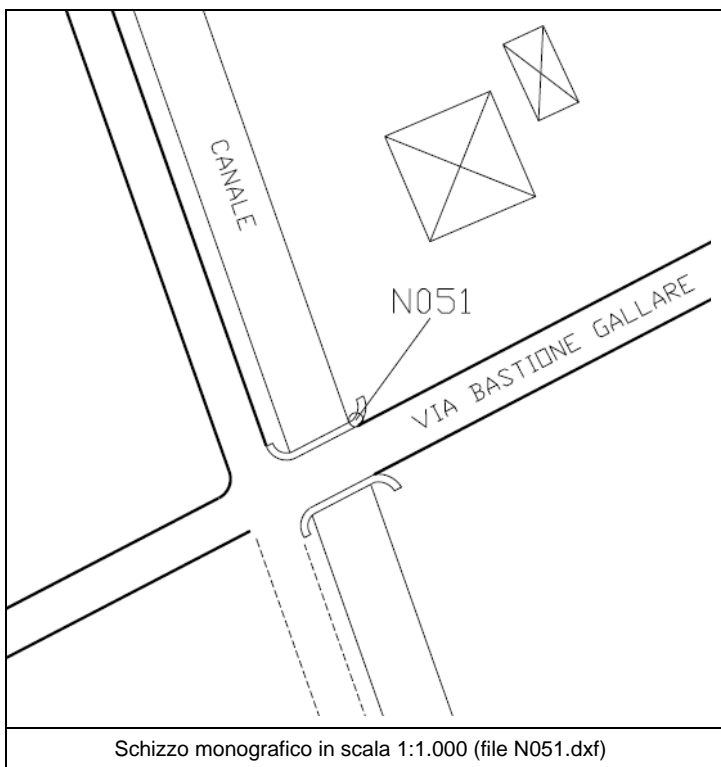 CANALE
N051
VIA BASTIONE GALLARE
Schizzo monografico in scala 1:1.000 (file N051.dxf)